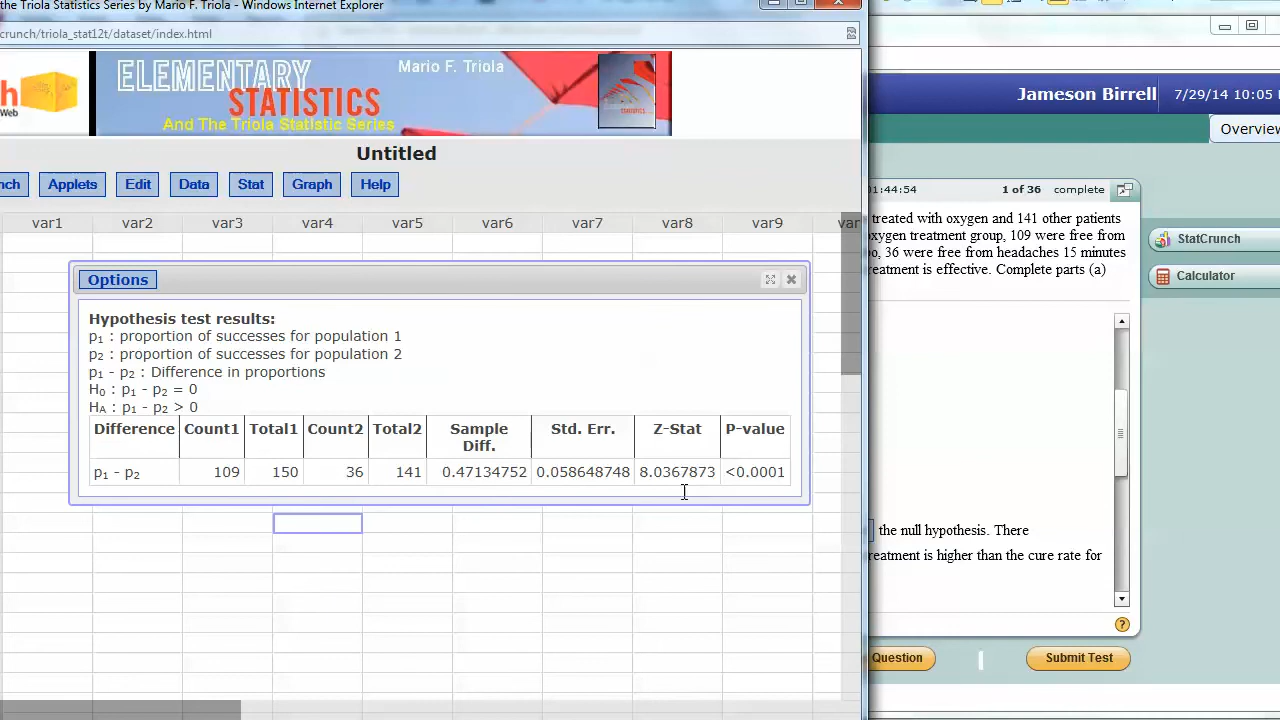 the Triola Statistics Series by Mario F. Triola - Windows Internet Explorer
crunch/triola_stat12t/dataset/index.html
h
Web
ELEMENTARY
STATISTICS
And The Triola Statistic Series
Mario F. Triola
Untitled
nch Applets Edit Data Stat Graph Help
var1 var2 var3 var4 var5 var6 var7 var8 var9 var
Options
Hypothesis test results:
p1 : proportion of successes for population 1
p2 : proportion of successes for population 2
p1 - p2 : Difference in proportions
H0 : p1 - p2 = 0
HA : p1 - p2 > 0
Difference Count1 Total1 Count2 Total2 Sample Diff. Std. Err. Z-Stat P-value
p1 - p2 109 150 36 141 0.47134752 0.058648748 8.0367873 <0.0001
Jameson Birrell 7/29/14 10:05
Overview
01:44:54 1 of 36 complete
treated with oxygen and 141 other patients
oxygen treatment group, 109 were free from
bo, 36 were free from headaches 15 minutes
reatment is effective. Complete parts (a)
StatCrunch
Calculator
the null hypothesis. There
reatment is higher than the cure rate for
?
Question Submit Test